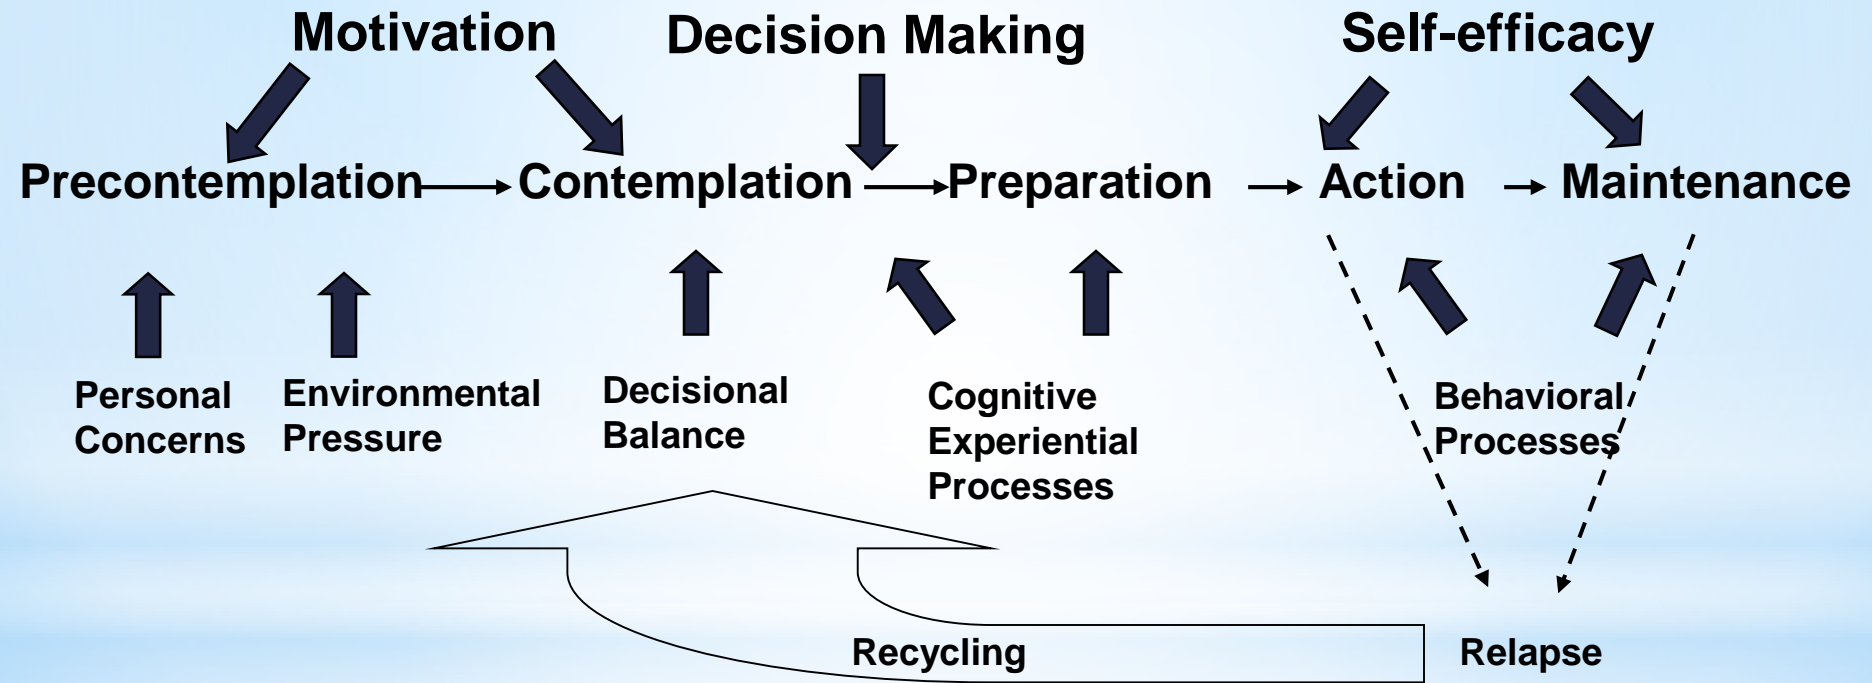 Motivation
Decision Making
Self-efficacy
Precontemplation
Contemplation
Preparation
Action
Maintenance
Personal
Concerns
Environmental
Pressure
Decisional
Balance
Cognitive
Experiential
Processes
Behavioral
Processes
Recycling
Relapse